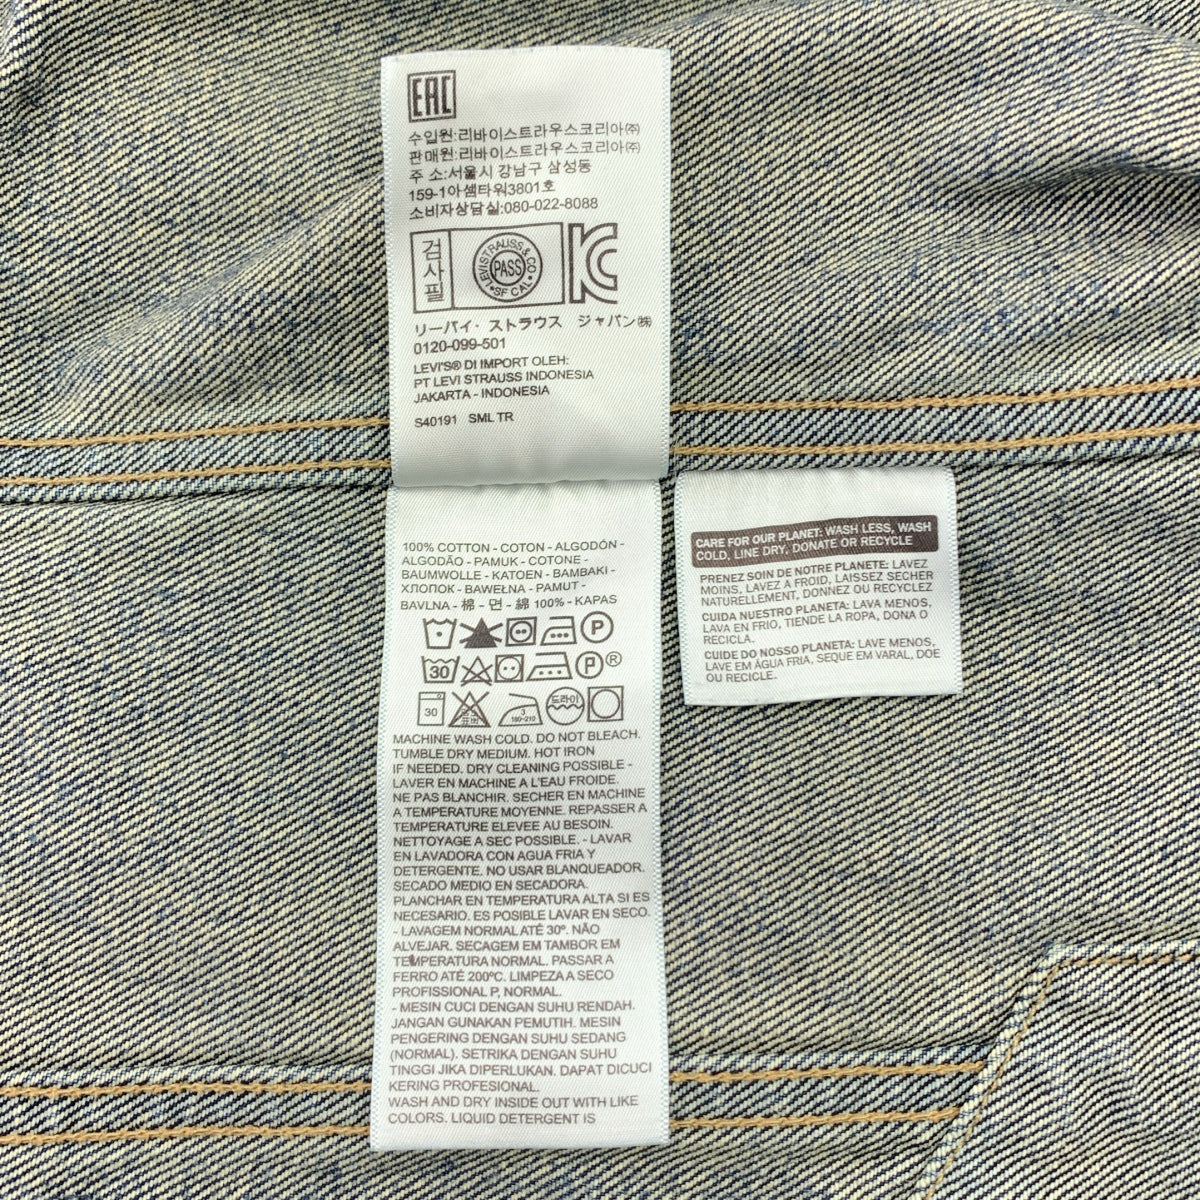 EAC
수입원:리바이스트라우스코리아㈜
판매원:리바이스트라우스코리아㈜
주 소:서울시 강남구 삼성동
159-1아셈타워3801호
소비자상담실:080-022-8088
검사필
LEVI STRAUSS & CO.
PASS
SF CAL
KC
リーバイ・ストラウス ジャパン㈱
0120-099-501
LEVI'S® DI IMPORT OLEH:
PT LEVI STRAUSS INDONESIA
JAKARTA - INDONESIA
S40191 SML TR
100% COTTON - COTON - ALGODÓN -
ALGODÃO - PAMUK - COTONE -
BAUMWOLLE - KATOEN - BAMBAKI -
ХЛОПОК - BAWEŁNA - PAMUT -
BAVLNA - 棉 - 면 - 綿 100% - KAPAS
P
30 P ®
30 염소표백 3 180~210 드라이
MACHINE WASH COLD. DO NOT BLEACH.
TUMBLE DRY MEDIUM. HOT IRON
IF NEEDED. DRY CLEANING POSSIBLE -
LAVER EN MACHINE A L'EAU FROIDE.
NE PAS BLANCHIR. SECHER EN MACHINE
A TEMPERATURE MOYENNE. REPASSER A
TEMPERATURE ELEVEE AU BESOIN.
NETTOYAGE A SEC POSSIBLE. - LAVAR
EN LAVADORA CON AGUA FRIA Y
DETERGENTE. NO USAR BLANQUEADOR.
SECADO MEDIO EN SECADORA.
PLANCHAR EN TEMPERATURA ALTA SI ES
NECESARIO. ES POSIBLE LAVAR EN SECO.
- LAVAGEM NORMAL ATÉ 30º. NÃO
ALVEJAR. SECAGEM EM TAMBOR EM
TEMPERATURA NORMAL. PASSAR A
FERRO ATÉ 200ºC. LIMPEZA A SECO
PROFISSIONAL P, NORMAL.
- MESIN CUCI DENGAN SUHU RENDAH.
JANGAN GUNAKAN PEMUTIH. MESIN
PENGERING DENGAN SUHU SEDANG
(NORMAL). SETRIKA DENGAN SUHU
TINGGI JIKA DIPERLUKAN. DAPAT DICUCI
KERING PROFESIONAL.
WASH AND DRY INSIDE OUT WITH LIKE
COLORS. LIQUID DETERGENT IS
CARE FOR OUR PLANET: WASH LESS, WASH
COLD, LINE DRY, DONATE OR RECYCLE
PRENEZ SOIN DE NOTRE PLANETE: LAVEZ
MOINS, LAVEZ A FROID, LAISSEZ SECHER
NATURELLEMENT, DONNEZ OU RECYCLEZ
CUIDA NUESTRO PLANETA: LAVA MENOS,
LAVA EN FRIO, TIENDE LA ROPA, DONA O
RECICLA.
CUIDE DO NOSSO PLANETA: LAVE MENOS,
LAVE EM ÁGUA FRIA, SEQUE EM VARAL, DOE
OU RECICLE.